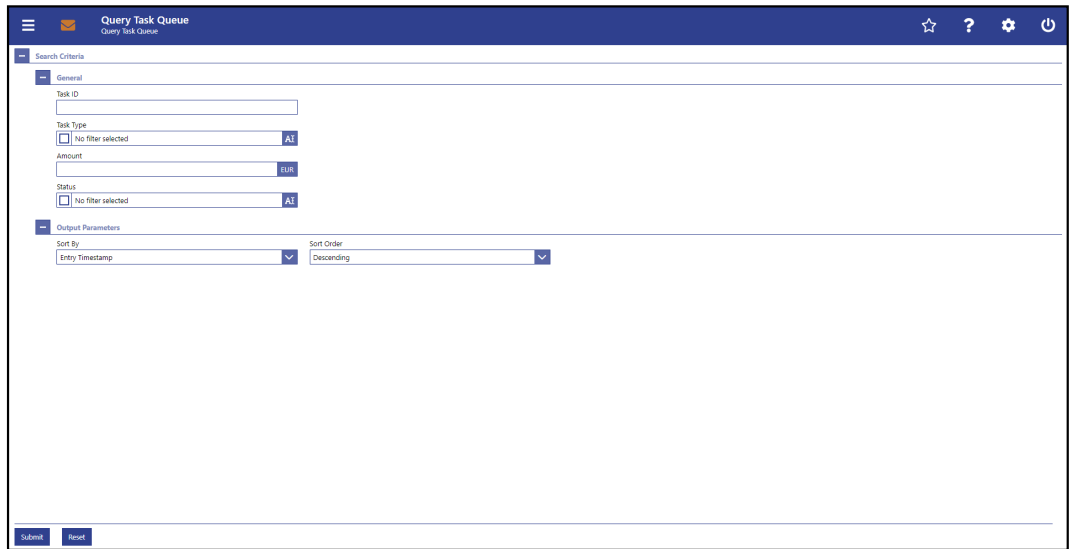 Query Task Queue
Query Task Queue
Search Criteria
General
Task ID
Task Type
No filter selected AI
Amount
EUR
Status
No filter selected AI
Output Parameters
Sort By Sort Order
Entry Timestamp Descending
Submit Reset